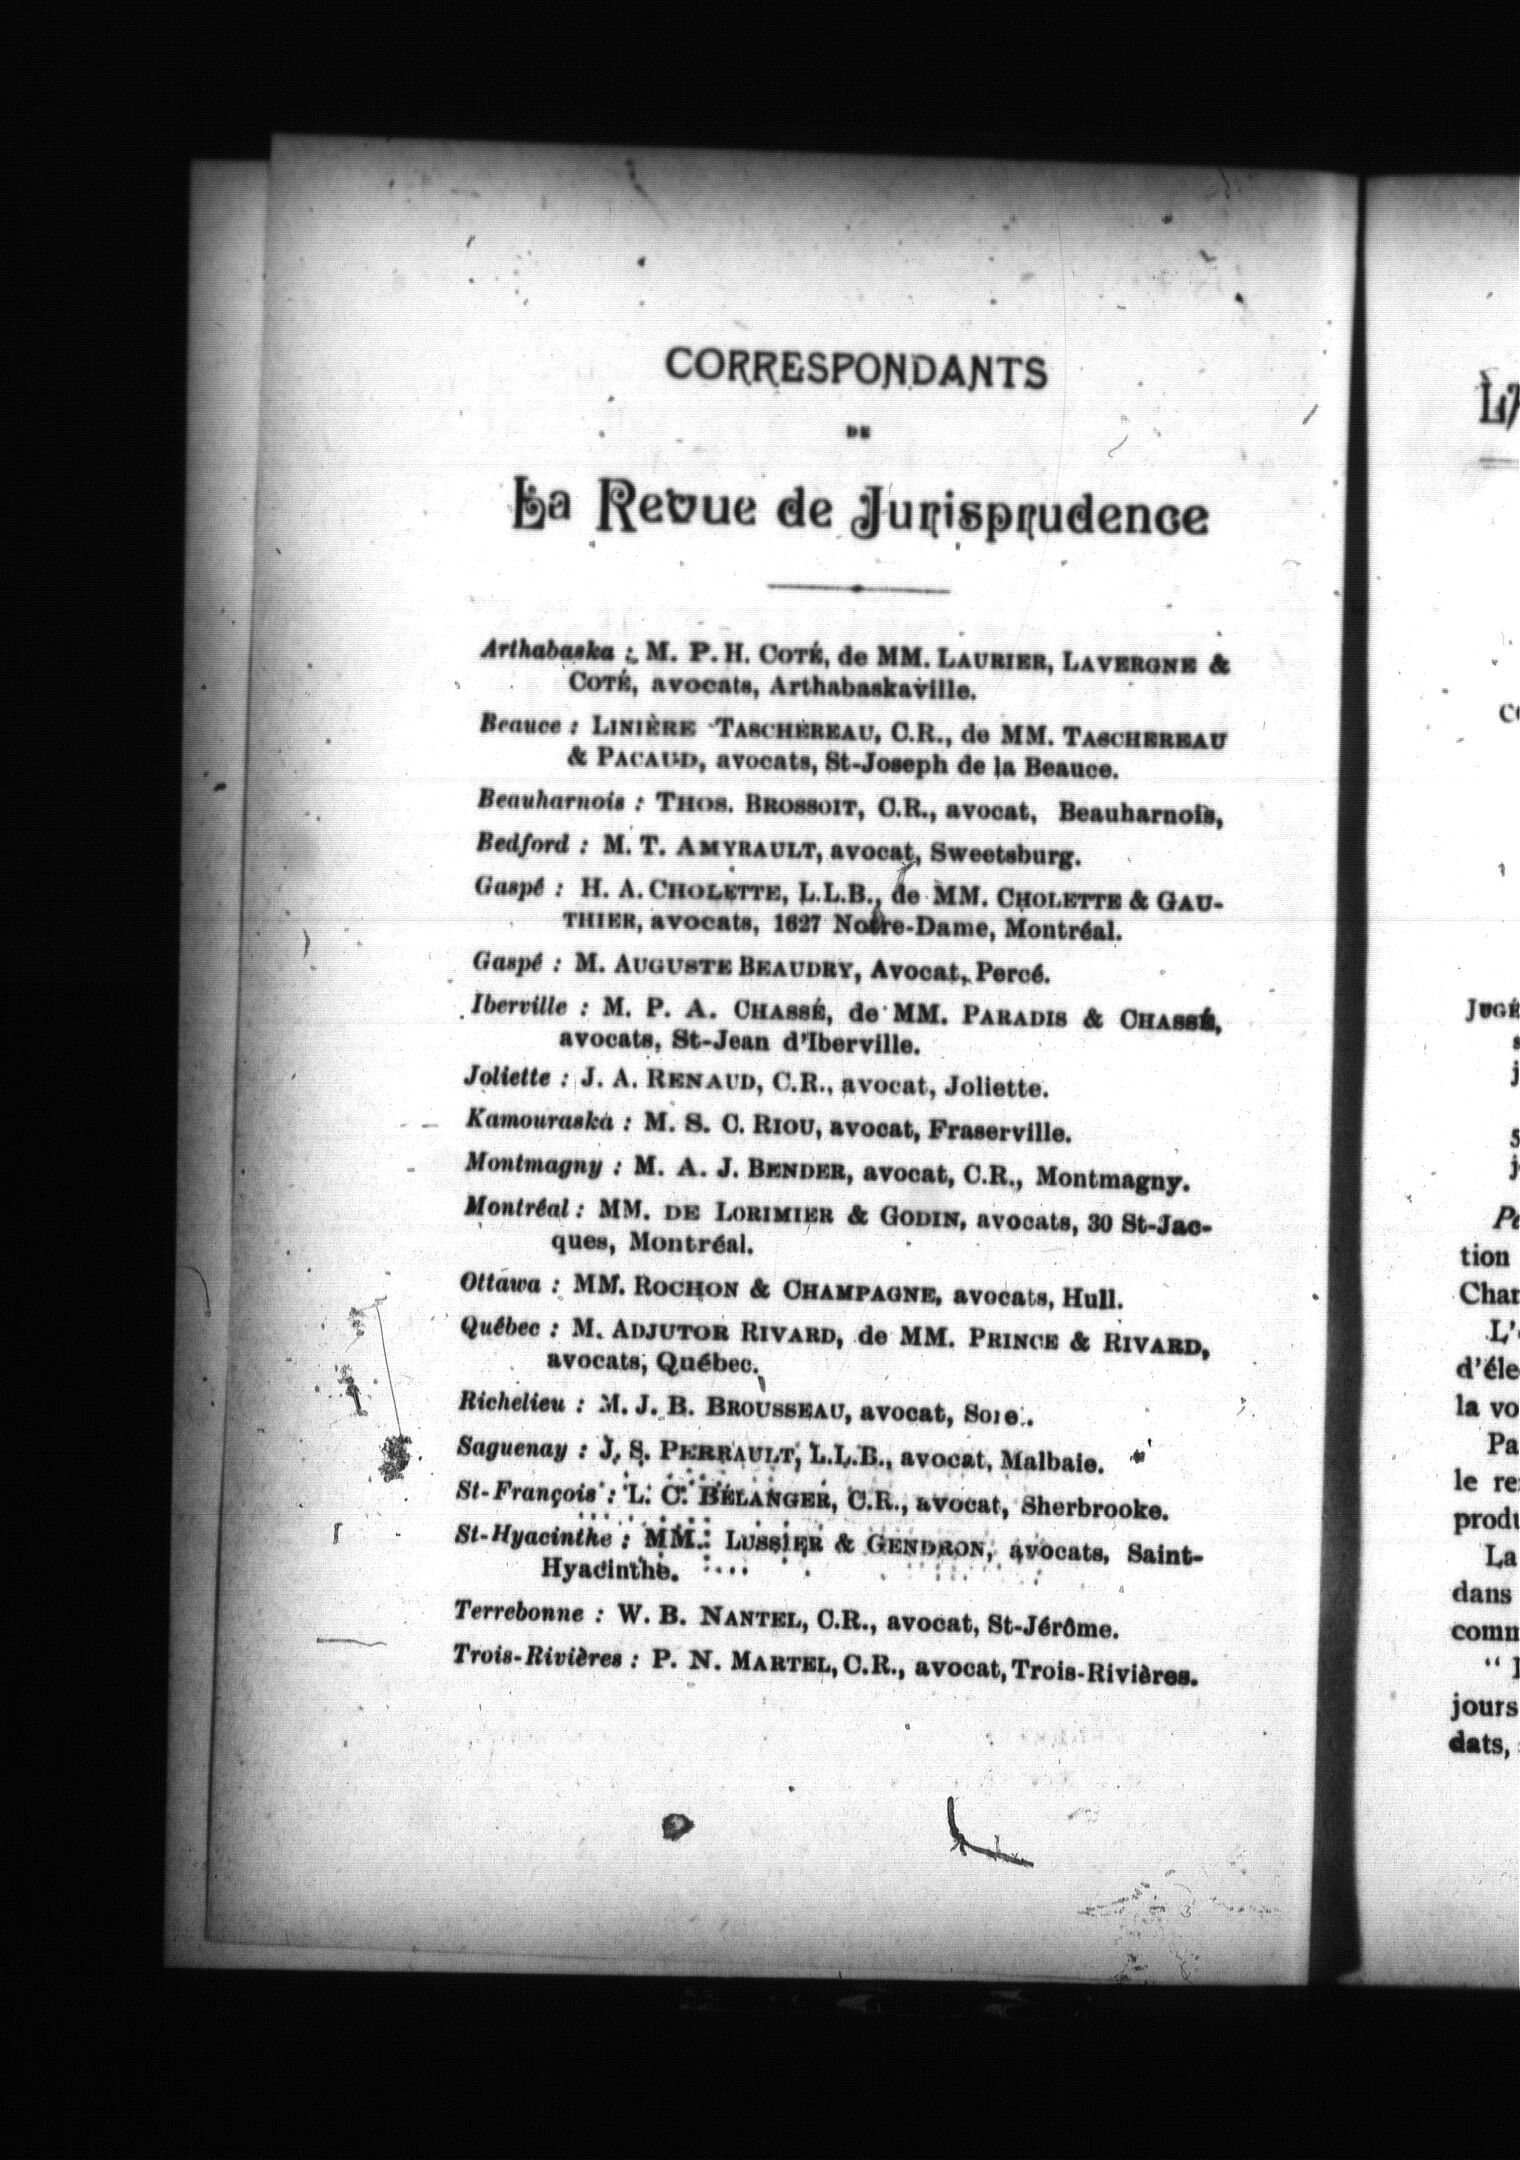 CORRESPONDANTS
DE
La Revue de Jurisprudence
Arthabaska : M. P. H. COTÉ, de MM. LAURIER, LAVERGNE &
COTÉ, avocats, Arthabaskaville.
Beauce : LINIÈRE TASCHEREAU, C.R., de MM. TASCHEREAU
& PACAUD, avocats, St-Joseph de la Beauce.
Beauharnois : THOS. BROSSOIT, C.R., avocat, Beauharnois,
Bedford : M. T. AMYRAULT, avocat, Sweetsburg.
Gaspé : H. A. CHOLETTE, L.L.B., de MM. CHOLETTE & GAU-
THIER, avocats, 1627 Notre-Dame, Montréal.
Gaspé : M. AUGUSTE BEAUDRY, Avocat, Percé.
Iberville : M. P. A. CHASSÉ, de MM. PARADIS & CHASSÉ,
avocats, St-Jean d'Iberville.
Joliette : J. A. RENAUD, C.R., avocat, Joliette.
Kamouraska : M. S. C. RIOU, avocat, Fraserville.
Montmagny : M. A. J. BENDER, avocat, C.R., Montmagny.
Montréal : MM. DE LORIMIER & GODIN, avocats, 30 St-Jac-
ques, Montréal.
Ottawa : MM. ROCHON & CHAMPAGNE, avocats, Hull.
Québec : M. ADJUTOR RIVARD, de MM. PRINCE & RIVARD,
avocats, Québec.
Richelieu : M. J. B. BROUSSEAU, avocat,
Saguenay : J. S. PERRAULT, L.L.B., avocat, Malbaie.
St-François : L. C. BÉLANGER, C.R., avocat, Sherbrooke.
St-Hyacinthe : MM. LUSSIER & GENDRON, avocats, Saint-
Hyacinthe.
Terrebonne : W. B. NANTEL, C.R., avocat, St-Jérôme.
Trois-Rivières : P. N. MARTEL, C.R., avocat, Trois-Rivières.
tion
la vo
La
dans
jours
dats,